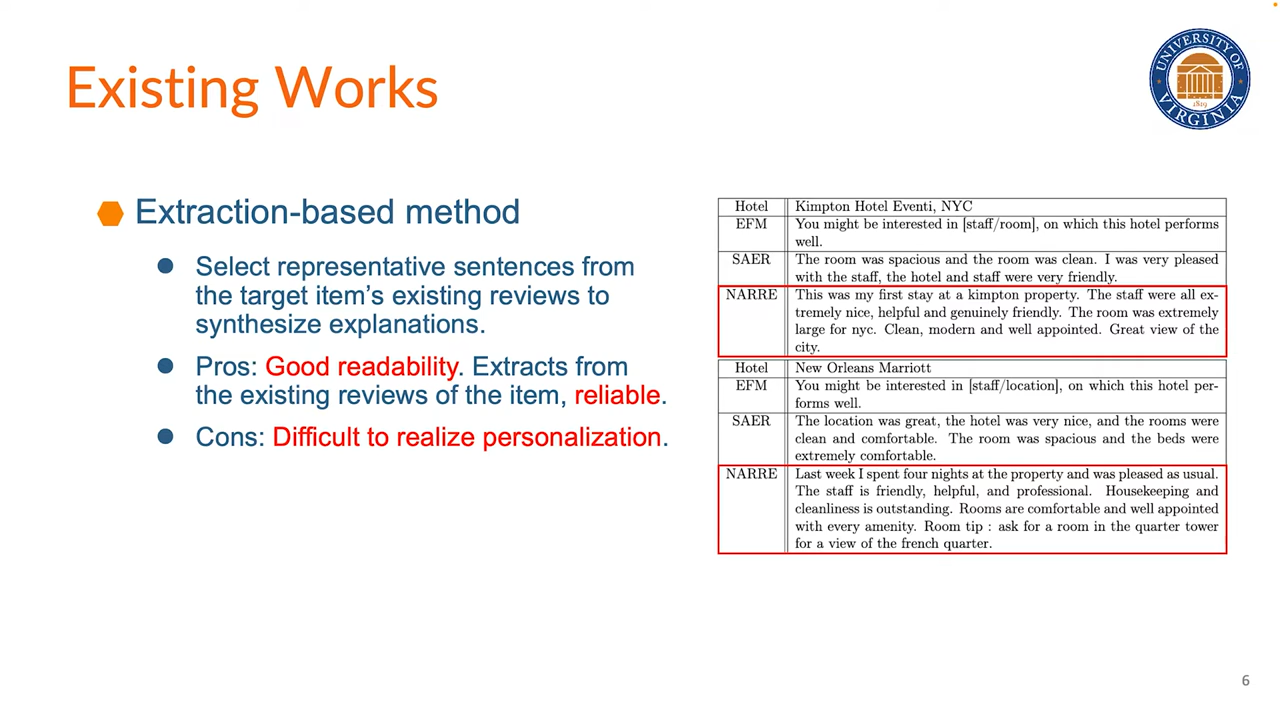 Existing Works
UNIVERSITY OF
VIRGINIA
1819
Extraction-based method
Select representative sentences from
the target item's existing reviews to
synthesize explanations.
Pros: Good readability. Extracts from
the existing reviews of the item, reliable.
Cons: Difficult to realize personalization.
Hotel Kimpton Hotel Eventi, NYC
EFM You might be interested in [staff/room], on which this hotel performs
well.
SAER The room was spacious and the room was clean. I was very pleased
with the staff, the hotel and staff were very friendly.
NARRE This was my first stay at a kimpton property. The staff were all ex-
tremely nice, helpful and genuinely friendly. The room was extremely
large for nyc. Clean, modern and well appointed. Great view of the
city.
Hotel New Orleans Marriott
EFM You might be interested in [staff/location], on which this hotel per-
forms well.
SAER The location was great, the hotel was very nice, and the rooms were
clean and comfortable. The room was spacious and the beds were
extremely comfortable.
NARRE Last week I spent four nights at the property and was pleased as usual.
The staff is friendly, helpful, and professional. Housekeeping and
cleanliness is outstanding. Rooms are comfortable and well appointed
with every amenity. Room tip : ask for a room in the quarter tower
for a view of the french quarter.
6